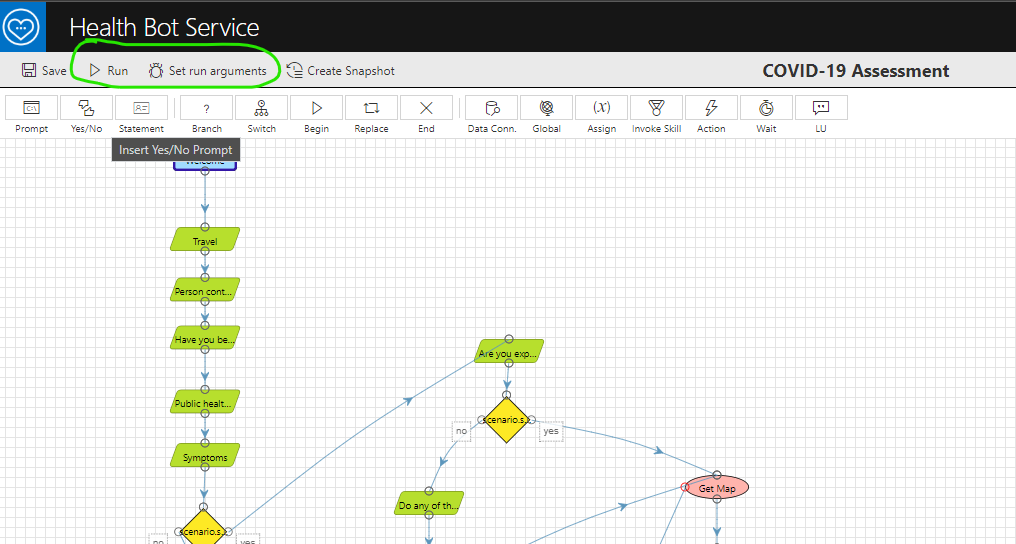 Health Bot Service
Save Run Set run arguments Create Snapshot COVID-19 Assessment
Prompt Yes/No Statement Branch Switch Begin Replace End Data Conn. Global Assign Invoke Skill Action Wait LU
Insert Yes/No Prompt
Welcome
Travel
Person cont...
Have you be...
Are you exp...
Public healt...
scenario.s...
no yes
Symptoms
Get Map
Do any of th...
scenario.s...
no yes